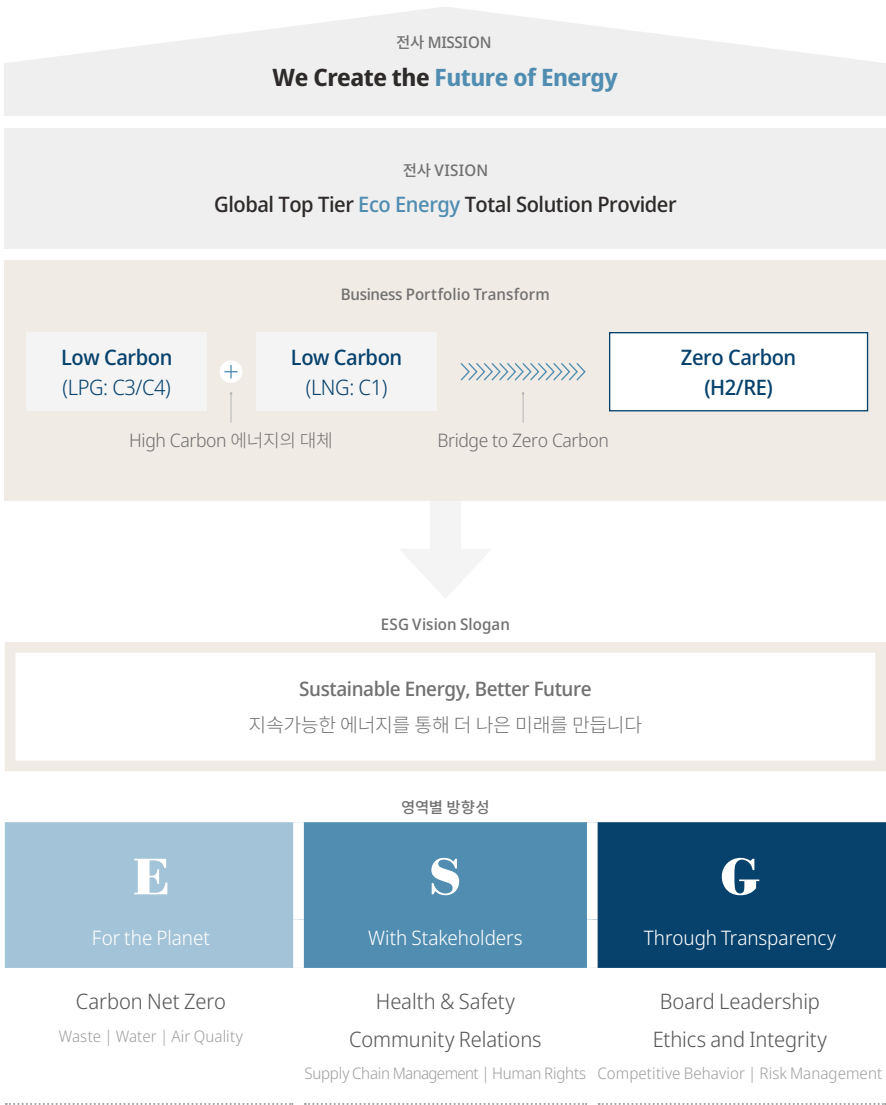 전사 MISSION
We Create the Future of Energy
전사 VISION
Global Top Tier Eco Energy Total Solution Provider
Business Portfolio Transform
Low Carbon
(LPG: C3/C4)
+
Low Carbon
(LNG: C1)
Zero Carbon
(H2/RE)
High Carbon 에너지의 대체
Bridge to Zero Carbon
ESG Vision Slogan
Sustainable Energy, Better Future
지속가능한 에너지를 통해 더 나은 미래를 만듭니다
영역별 방향성
E
For the Planet
Carbon Net Zero
Waste | Water | Air Quality
S
With Stakeholders
Health & Safety
Community Relations
Supply Chain Management | Human Rights
G
Through Transparency
Board Leadership
Ethics and Integrity
Competitive Behavior | Risk Management